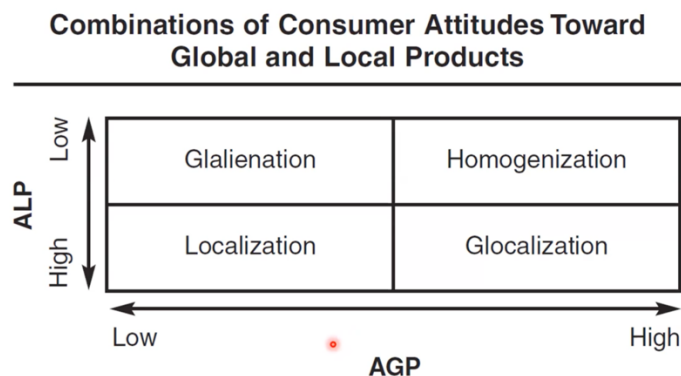 Combinations of Consumer Attitudes Toward
Global and Local Products
Low
Glalienation
Homogenization
ALP
High
Localization
Glocalization
Low
High
AGP